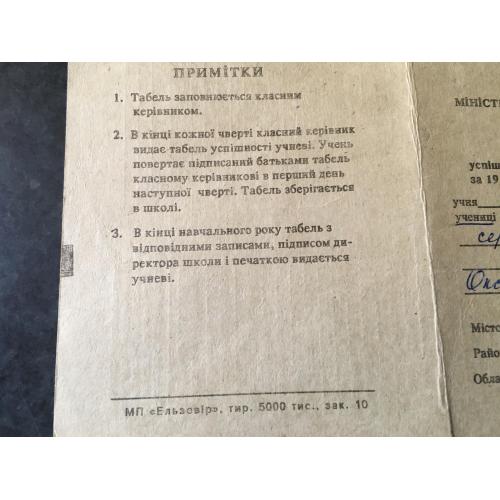 ПРИМІТКИ
1. Табель заповнюється класним
керівником.
2. В кінці кожної чверті класний керівник
видає табель успішності учневі. Учень
повертає підписаний батьками табель
класному керівникові в перший день
наступної чверті. Табель зберігається
в школі.
3. В кінці навчального року табель з
відповідними записами, підписом ди-
ректора школи і печаткою видається
учневі.
МП «Ельзовір», тир. 5000 тис., зак. 10
МІНІСТ
успіш
за 19
учня
учениці
се
Окс
Місто
Райо
Обла